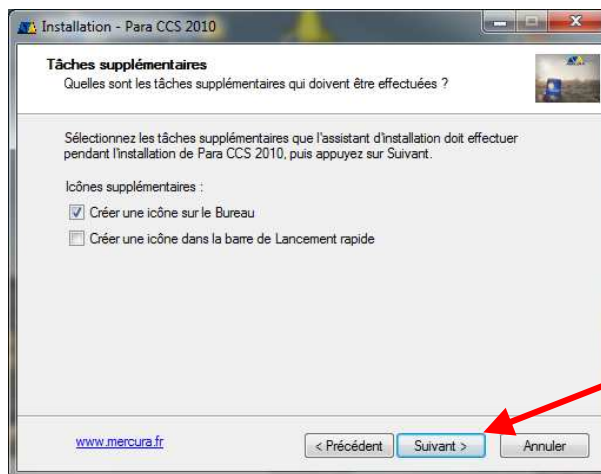 Installation - Para CCS 2010
Tâches supplémentaires
Quelles sont les tâches supplémentaires qui doivent être effectuées ?
Sélectionnez les tâches supplémentaires que l'assistant d'installation doit effectuer
pendant l'installation de Para CCS 2010, puis appuyez sur Suivant.
Icônes supplémentaires :
Créer une icône sur le Bureau
Créer une icône dans la barre de Lancement rapide
www.mercura.fr
< Précédent
Suivant >
Annuler